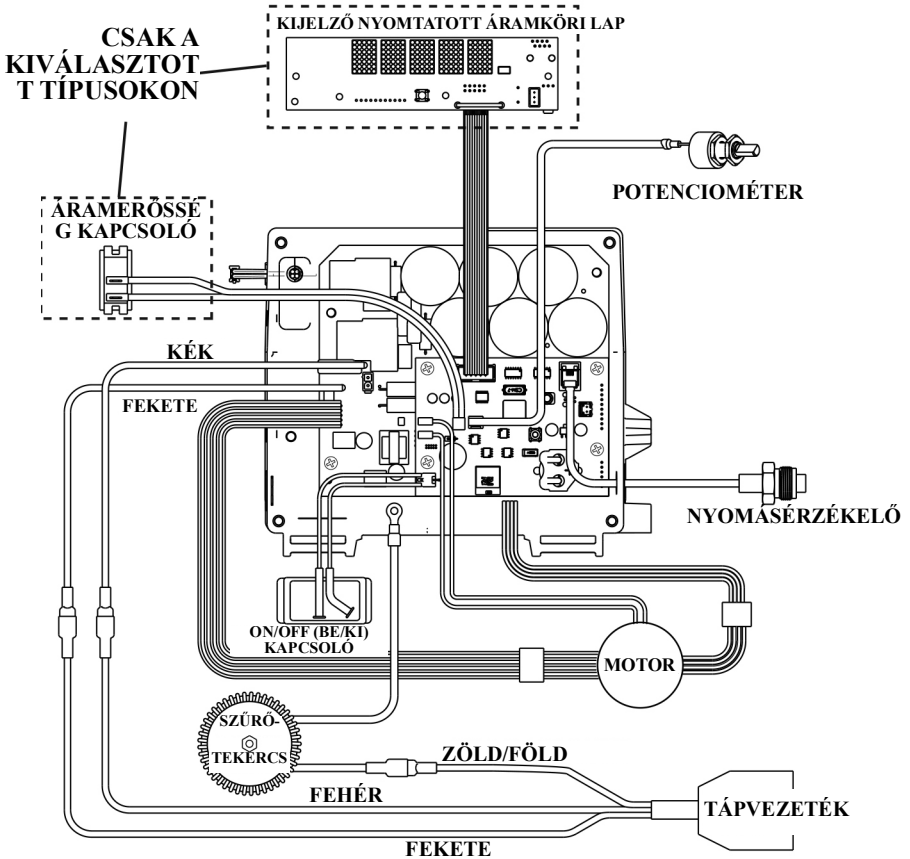 KIJELZŐ NYOMTATOTT ÁRAMKÖRI LAP
CSAK A
KIVÁLASZTOT
T TÍPUSOKON
POTENCIOMÉTER
ÁRAMERŐSSÉ
G KAPCSOLÓ
KÉK
FEKETE
NYOMÁSÉRZÉKELŐ
ON/OFF (BE/KI)
KAPCSOLÓ
MOTOR
SZŰRŐ-
TEKERCS
ZÖLD/FÖLD
FEHÉR
TÁPVEZETÉK
FEKETE